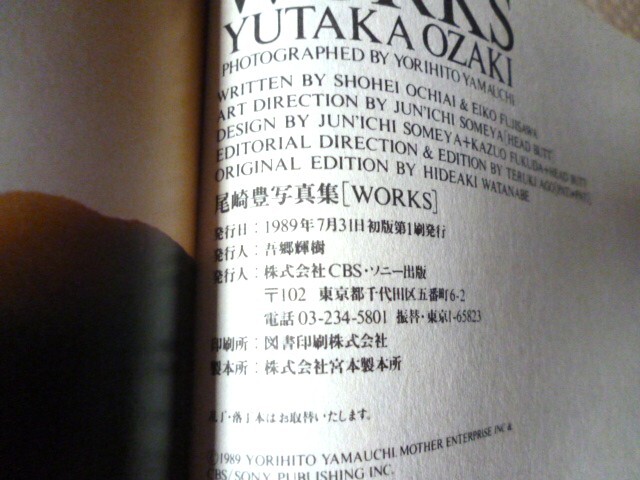 WORKS
YUTAKA OZAKI
PHOTOGRAPHED BY YORIHITO YAMAUCHI
WRITTEN BY SHOHEI OCHIAI & EIKO FUJISAWA
ART DIRECTION BY JUN'ICHI SOMEYA[HEAD BUTT]
DESIGN BY JUN'ICHI SOMEYA+KAZUO FUKUDA+HEAD BUTT
EDITORIAL DIRECTION & EDITION BY TERUKI AGO
ORIGINAL EDITION BY HIDEAKI WATANABE
尾崎豊写真集[WORKS]
発行日：1989年7月31日初版第1刷発行
発行人：吾郷輝樹
発行人：株式会社CBS・ソニー出版
〒102 東京都千代田区五番町6-2
電話 03-234-5801 振替・東京1-65823
印刷所：図書印刷株式会社
製本所：株式会社宮本製本所
乱丁・落丁本はお取替いたします。
©1989 YORIHITO YAMAUCHI. MOTHER ENTERPRISE INC &
CBS/SONY PUBLISHING INC.